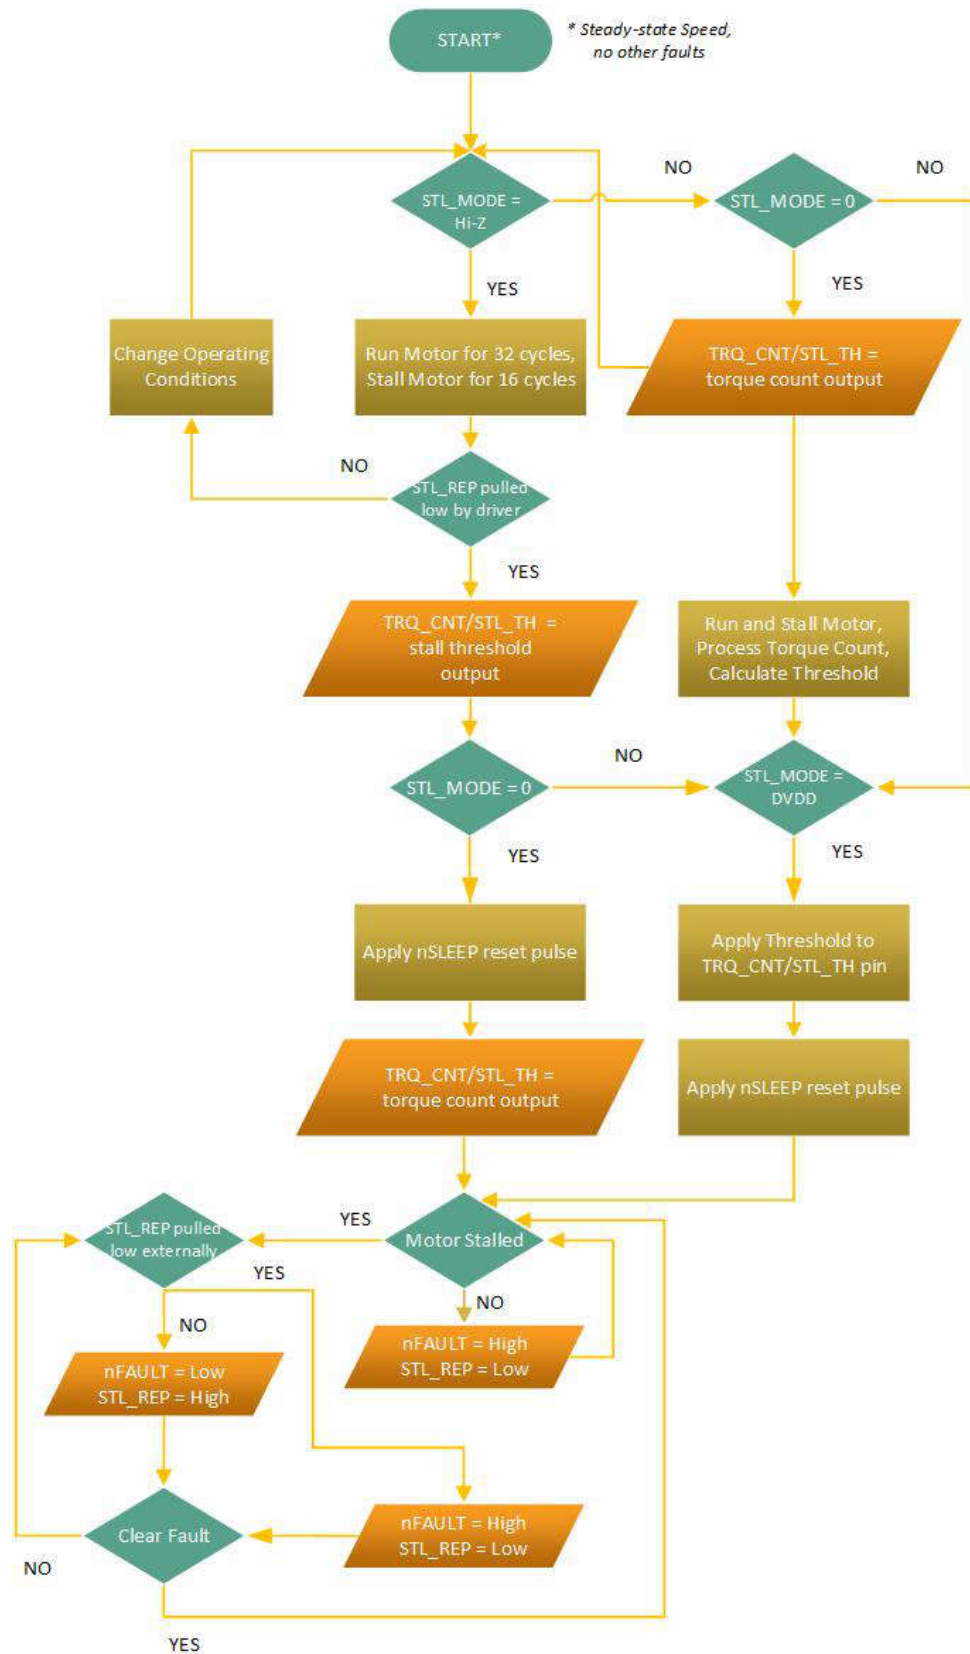 START*
* Steady-state Speed,
no other faults
STL_MODE =
Hi-Z
NO
STL_MODE = 0
NO
YES
YES
Change Operating
Conditions
Run Motor for 32 cycles,
Stall Motor for 16 cycles
TRQ_CNT/STL_TH =
torque count output
NO
STL_REP pulled
low by driver
YES
TRQ_CNT/STL_TH =
stall threshold
output
Run and Stall Motor,
Process Torque Count,
Calculate Threshold
STL_MODE = 0
NO
STL_MODE =
DVDD
YES
YES
Apply nSLEEP reset pulse
Apply Threshold to
TRQ_CNT/STL_TH pin
TRQ_CNT/STL_TH =
torque count output
Apply nSLEEP reset pulse
STL_REP pulled
low externally
YES
Motor Stalled
YES
NO
NO
nFAULT = High
STL_REP = Low
nFAULT = Low
STL_REP = High
Clear Fault
nFAULT = High
STL_REP = Low
NO
YES